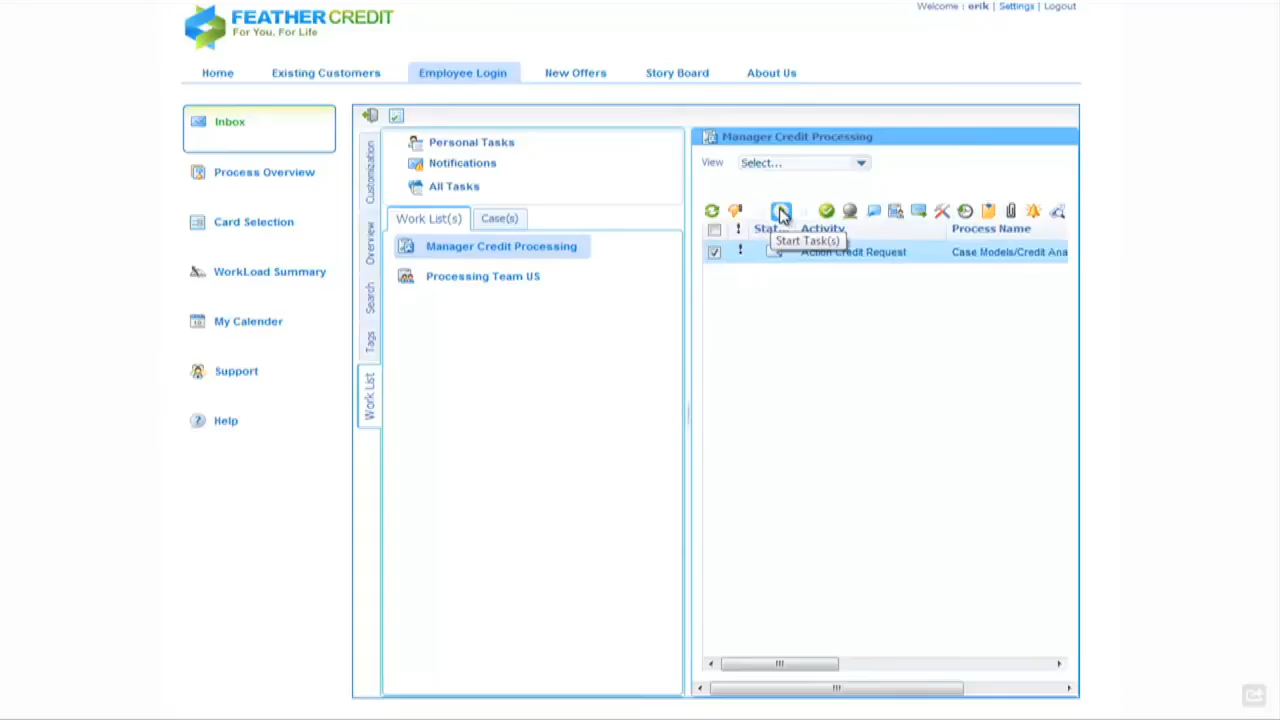 FEATHER CREDIT
For You, For Life
Welcome : erik | Settings | Logout
Home
Existing Customers
Employee Login
New Offers
Story Board
About Us
Inbox
Process Overview
Card Selection
WorkLoad Summary
My Calender
Support
Help
Customization
Overview
Search
Tags
Work List
Personal Tasks
Notifications
All Tasks
Work List(s)
Case(s)
Manager Credit Processing
Processing Team US
Manager Credit Processing
View
Select...
! Stat... Activity Process Name
Start Task(s)
! Action Credit Request Case Models/Credit Ana